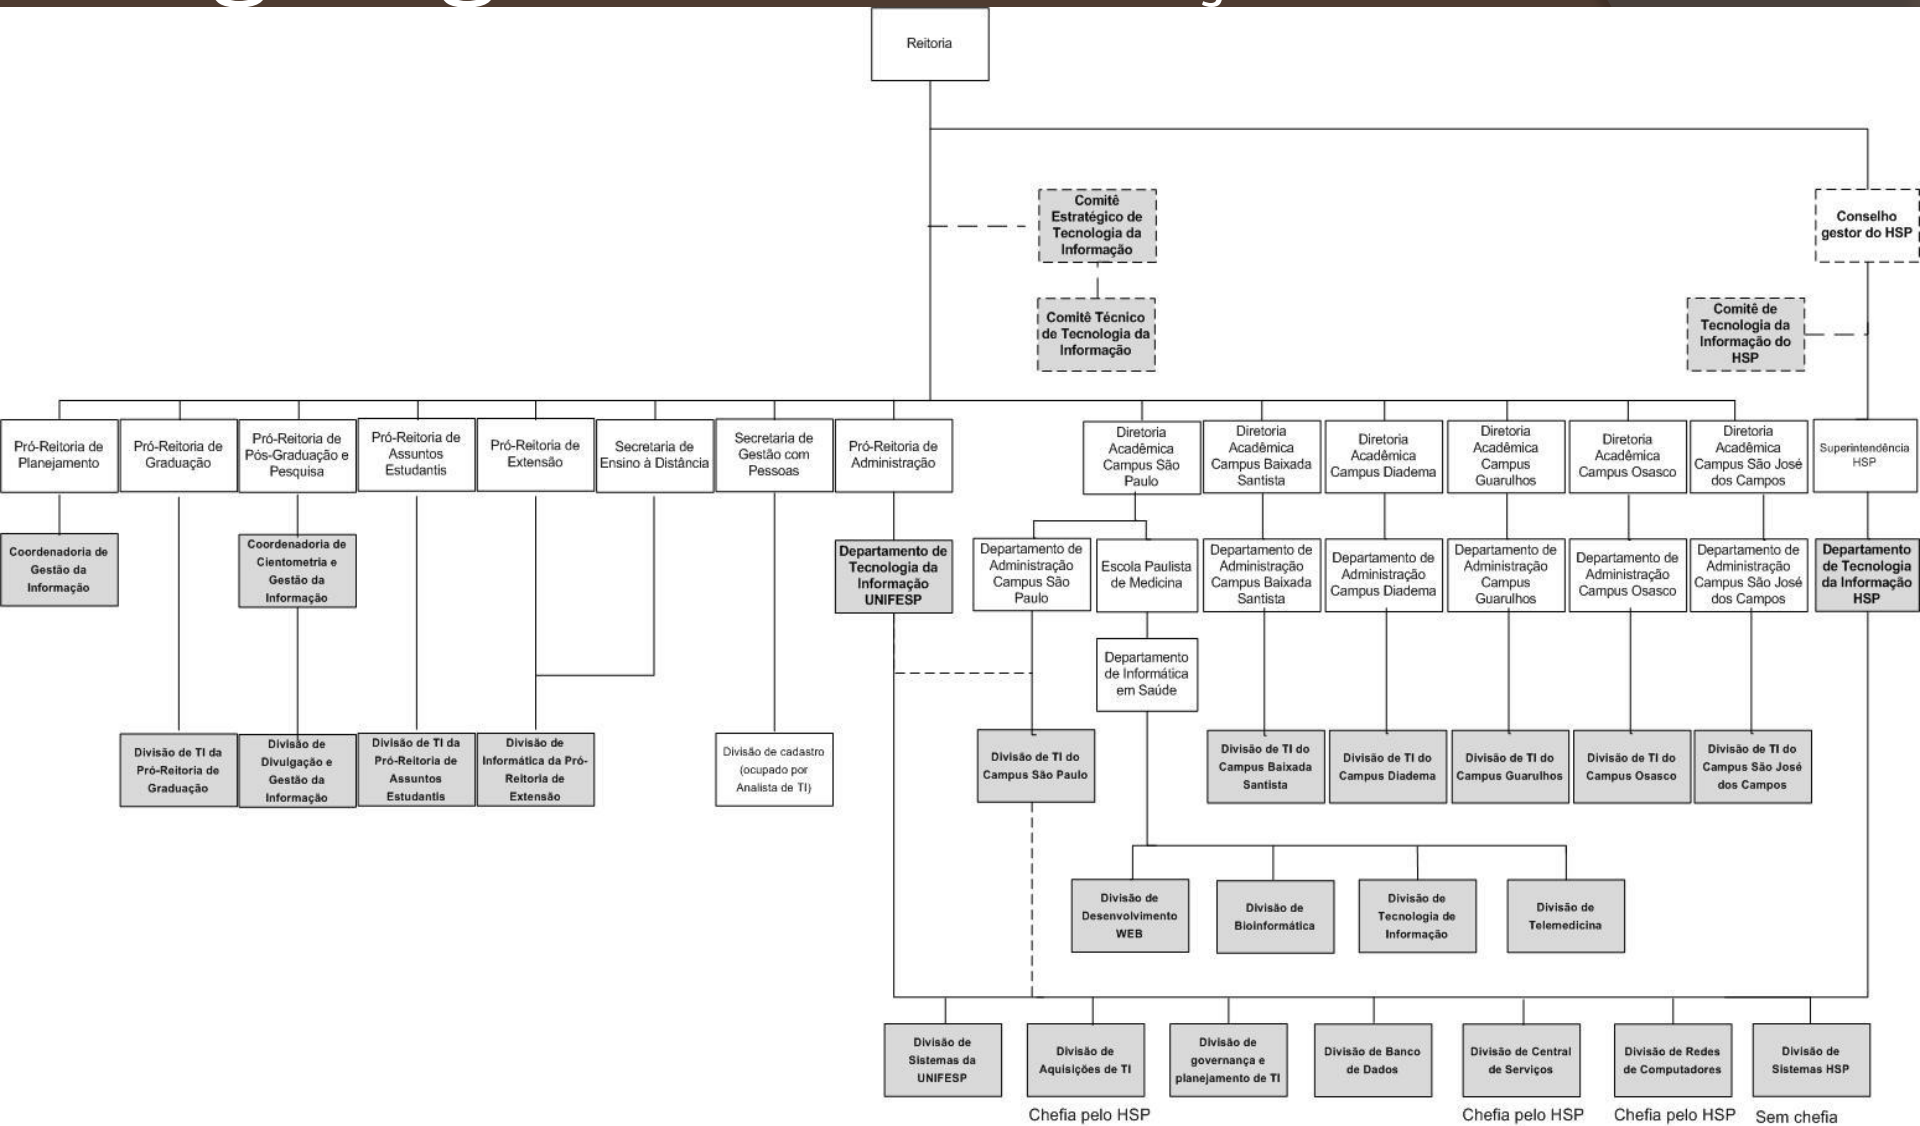 Reitoria
Comitê
Estratégico de
Tecnologia da
Informação
Conselho
gestor do HSP
Comitê Técnico
de Tecnologia da
Informação
Comitê de
Tecnologia da
Informação do
HSP
Pró-Reitoria de
Planejamento
Pró-Reitoria de
Graduação
Pró-Reitoria de
Pós-Graduação e
Pesquisa
Pró-Reitoria de
Assuntos
Estudantis
Pró-Reitoria de
Extensão
Secretaria de
Ensino à Distância
Secretaria de
Gestão com
Pessoas
Pró-Reitoria de
Administração
Diretoria
Acadêmica
Campus São
Paulo
Diretoria
Acadêmica
Campus Baixada
Santista
Diretoria
Acadêmica
Campus Diadema
Diretoria
Acadêmica
Campus
Guarulhos
Diretoria
Acadêmica
Campus Osasco
Diretoria
Acadêmica
Campus São José
dos Campos
Superintendência
HSP
Coordenadoria de
Gestão da
Informação
Coordenadoria de
Cientometria e
Gestão da
Informação
Departamento de
Tecnologia da
Informação
UNIFESP
Departamento de
Administração
Campus São
Paulo
Escola Paulista
de Medicina
Departamento de
Administração
Campus Baixada
Santista
Departamento de
Administração
Campus Diadema
Departamento de
Administração
Campus
Guarulhos
Departamento de
Administração
Campus Osasco
Departamento de
Administração
Campus São José
dos Campos
Departamento
de Tecnologia
da Informação
HSP
Departamento
de Informática
em Saúde
Divisão de TI da
Pró-Reitoria de
Graduação
Divisão de
Divulgação e
Gestão da
Informação
Divisão de TI da
Pró-Reitoria de
Assuntos
Estudantis
Divisão de
Informática da Pró-
Reitoria de
Extensão
Divisão de cadastro
(ocupado por
Analista de TI)
Divisão de TI do
Campus São Paulo
Divisão de TI do
Campus Baixada
Santista
Divisão de TI do
Campus Diadema
Divisão de TI do
Campus Guarulhos
Divisão de TI do
Campus Osasco
Divisão de TI do
Campus São José
dos Campos
Divisão de
Desenvolvimento
WEB
Divisão de
Bioinformática
Divisão de
Tecnologia de
Informação
Divisão de
Telemedicina
Divisão de
Sistemas da
UNIFESP
Divisão de
Aquisições de TI
Divisão de
governança e
planejamento de TI
Divisão de Banco
de Dados
Divisão de Central
de Serviços
Divisão de Redes
de Computadores
Divisão de
Sistemas HSP
Chefia pelo HSP
Chefia pelo HSP
Chefia pelo HSP
Sem chefia